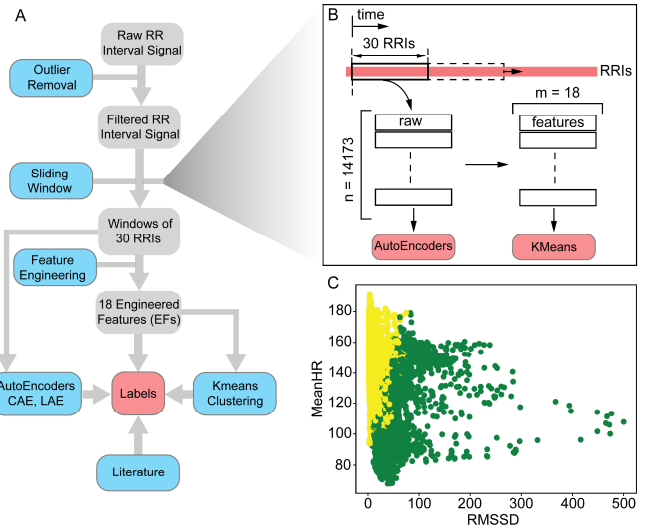 A
Raw RR
Interval Signal
Outlier
Removal
Filtered RR
Interval Signal
Sliding
Window
Windows of
30 RRIs
Feature
Engineering
18 Engineered
Features (EFs)
AutoEncoders
CAE, LAE
Labels
Kmeans
Clustering
Literature
B
time
30 RRIs
RRIs
m = 18
raw
features
n = 14173
AutoEncoders
KMeans
C
MeanHR
180
160
140
120
100
80
0
100
200
300
400
500
RMSSD